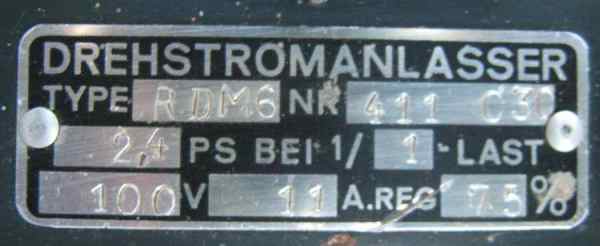 DREHSTROMANLASSER
TYPE RDM6 NR 411 C30
2,4 PS BEI 1/1-LAST
100 V 11 A.REG 75%